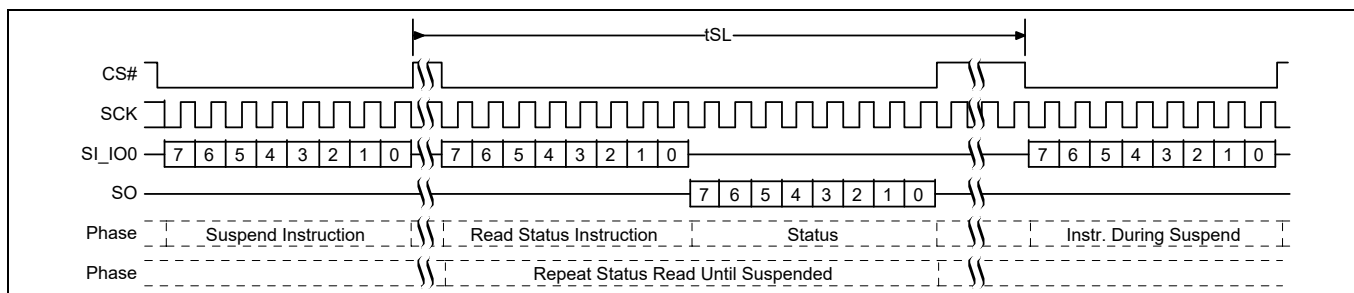 tSL
CS#
SCK
SI_IO0 7 6 5 4 3 2 1 0 7 6 5 4 3 2 1 0 7 6 5 4 3 2 1 0
SO 7 6 5 4 3 2 1 0
Phase Suspend Instruction Read Status Instruction Status Instr. During Suspend
Phase Repeat Status Read Until Suspended